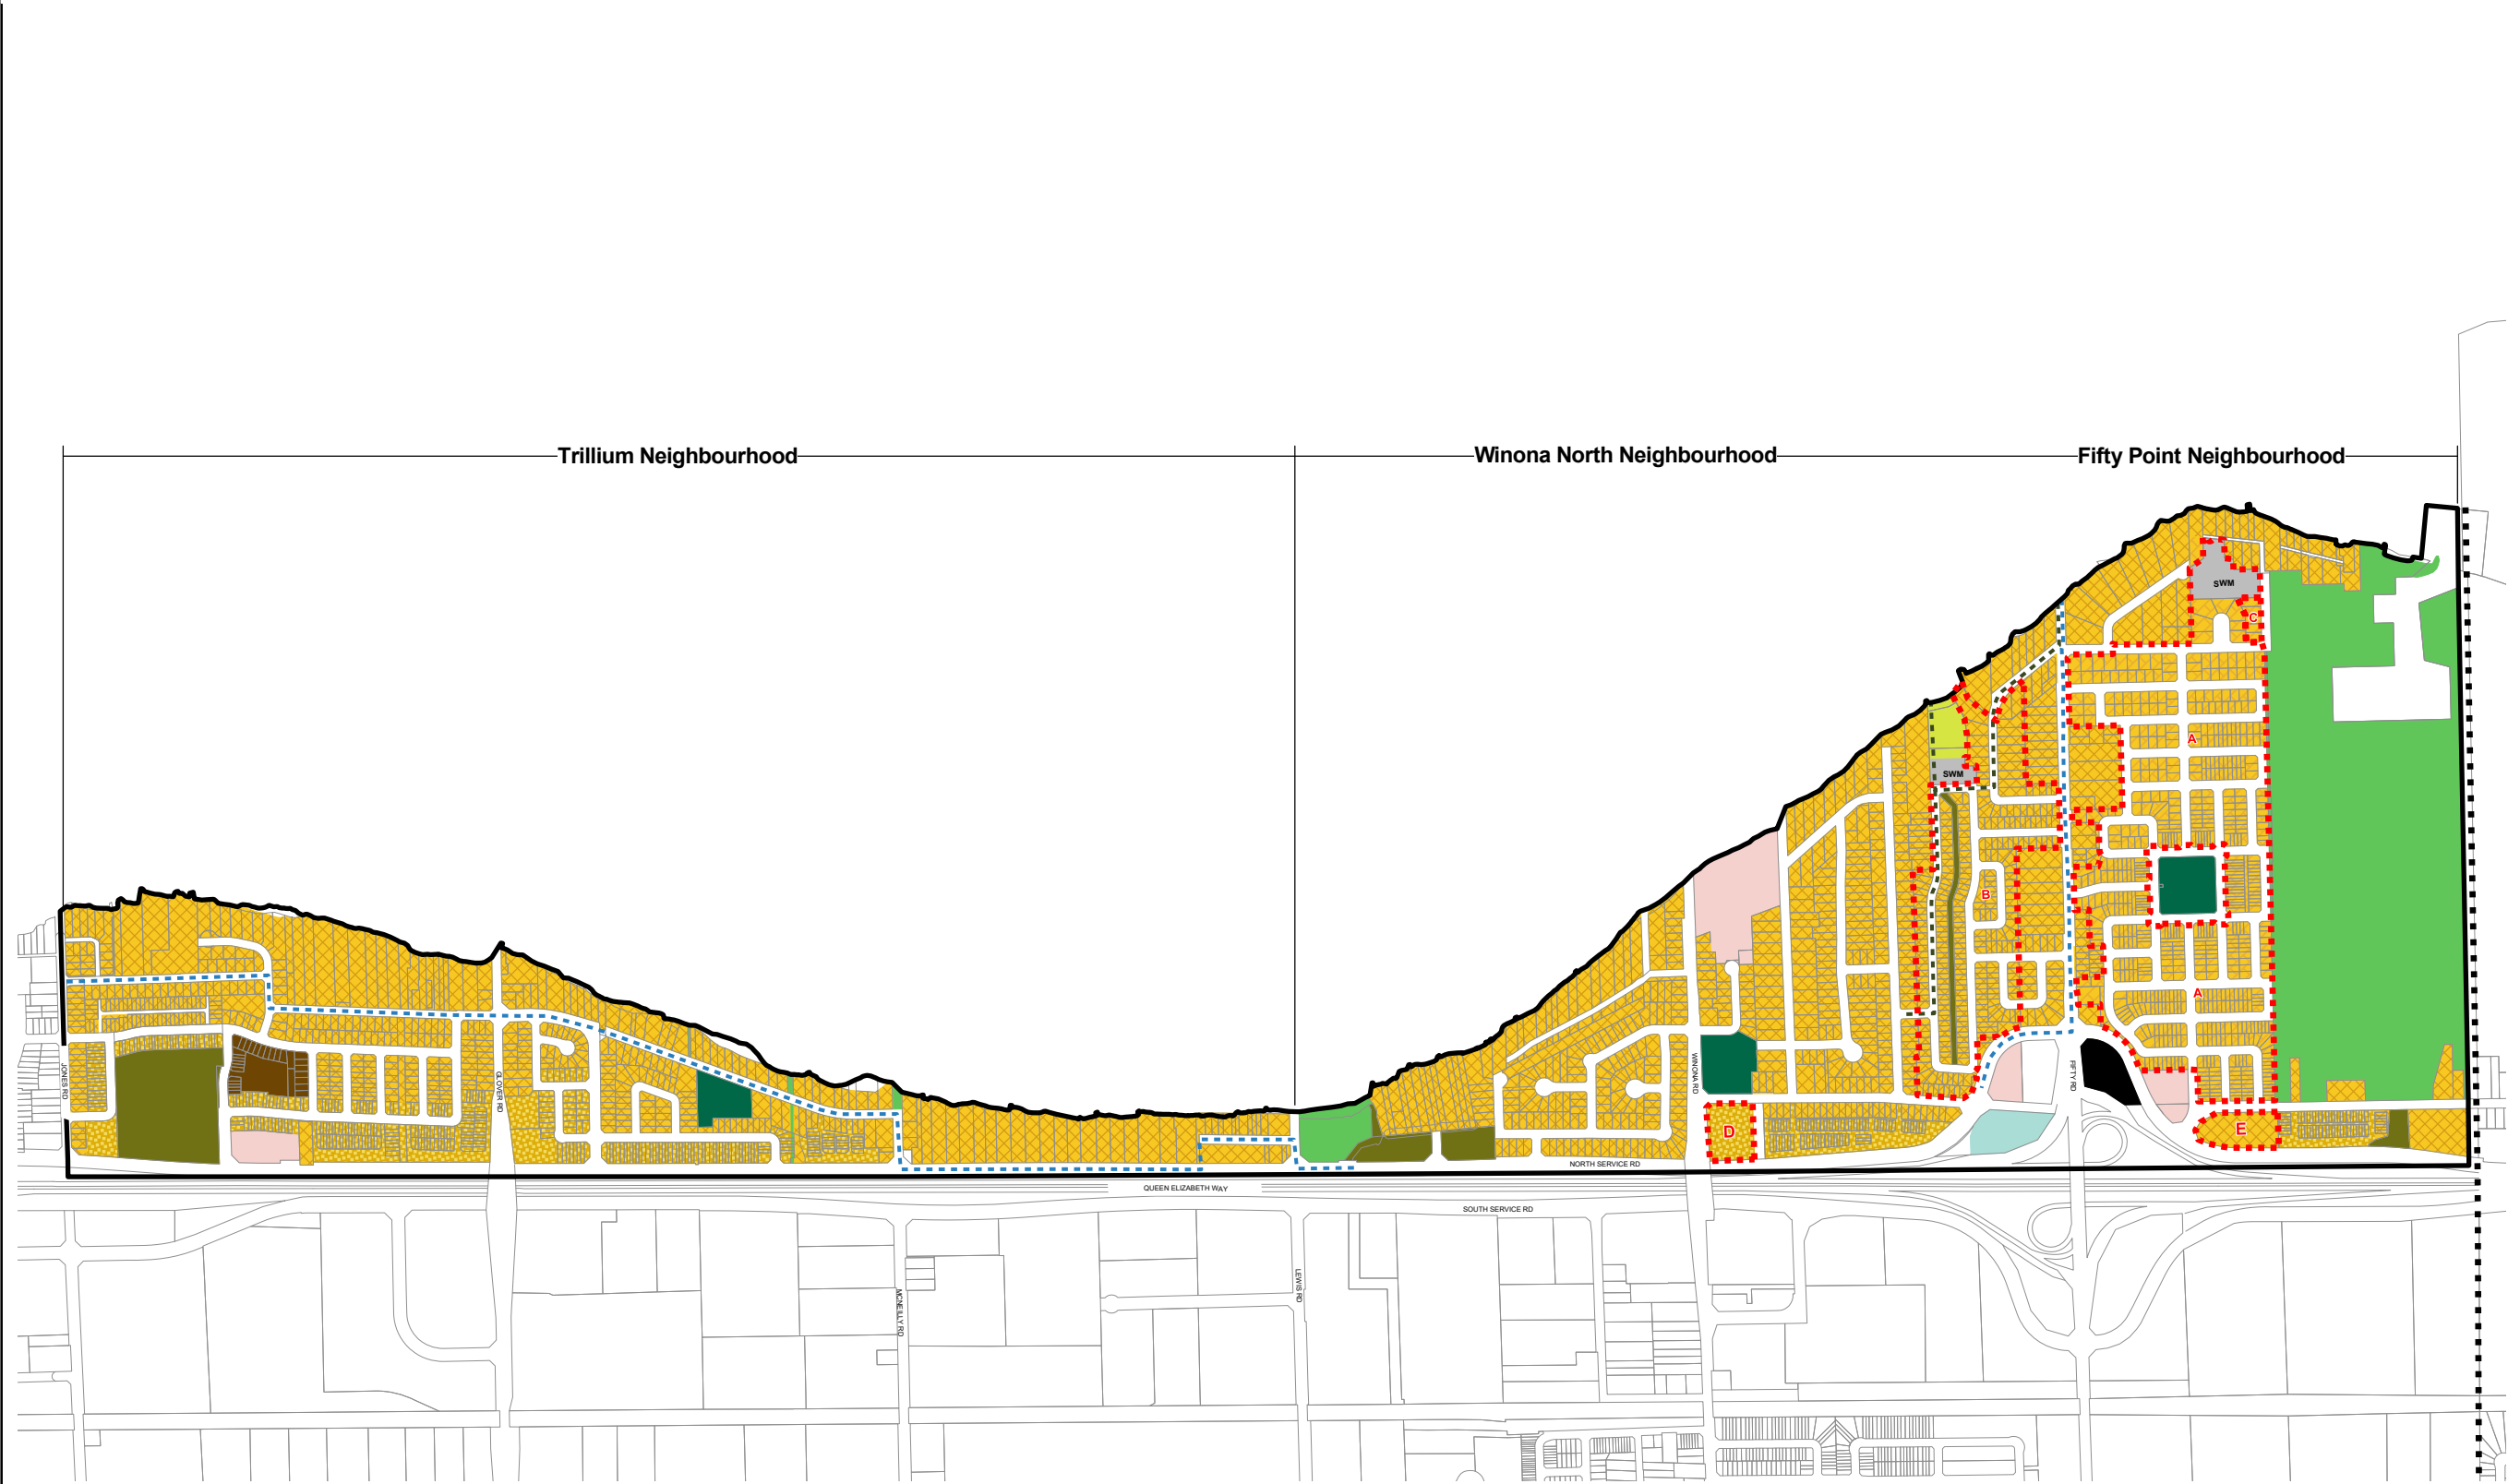 Trillium Neighbourhood
Winona North Neighbourhood
Fifty Point Neighbourhood
SWM
C
A
SWM
B
A
JONES RD
GLOVER RD
WINONA RD
FIFTY RD
D
E
NORTH SERVICE RD
QUEEN ELIZABETH WAY
SOUTH SERVICE RD
MCNEILLY RD
LEWIS RD